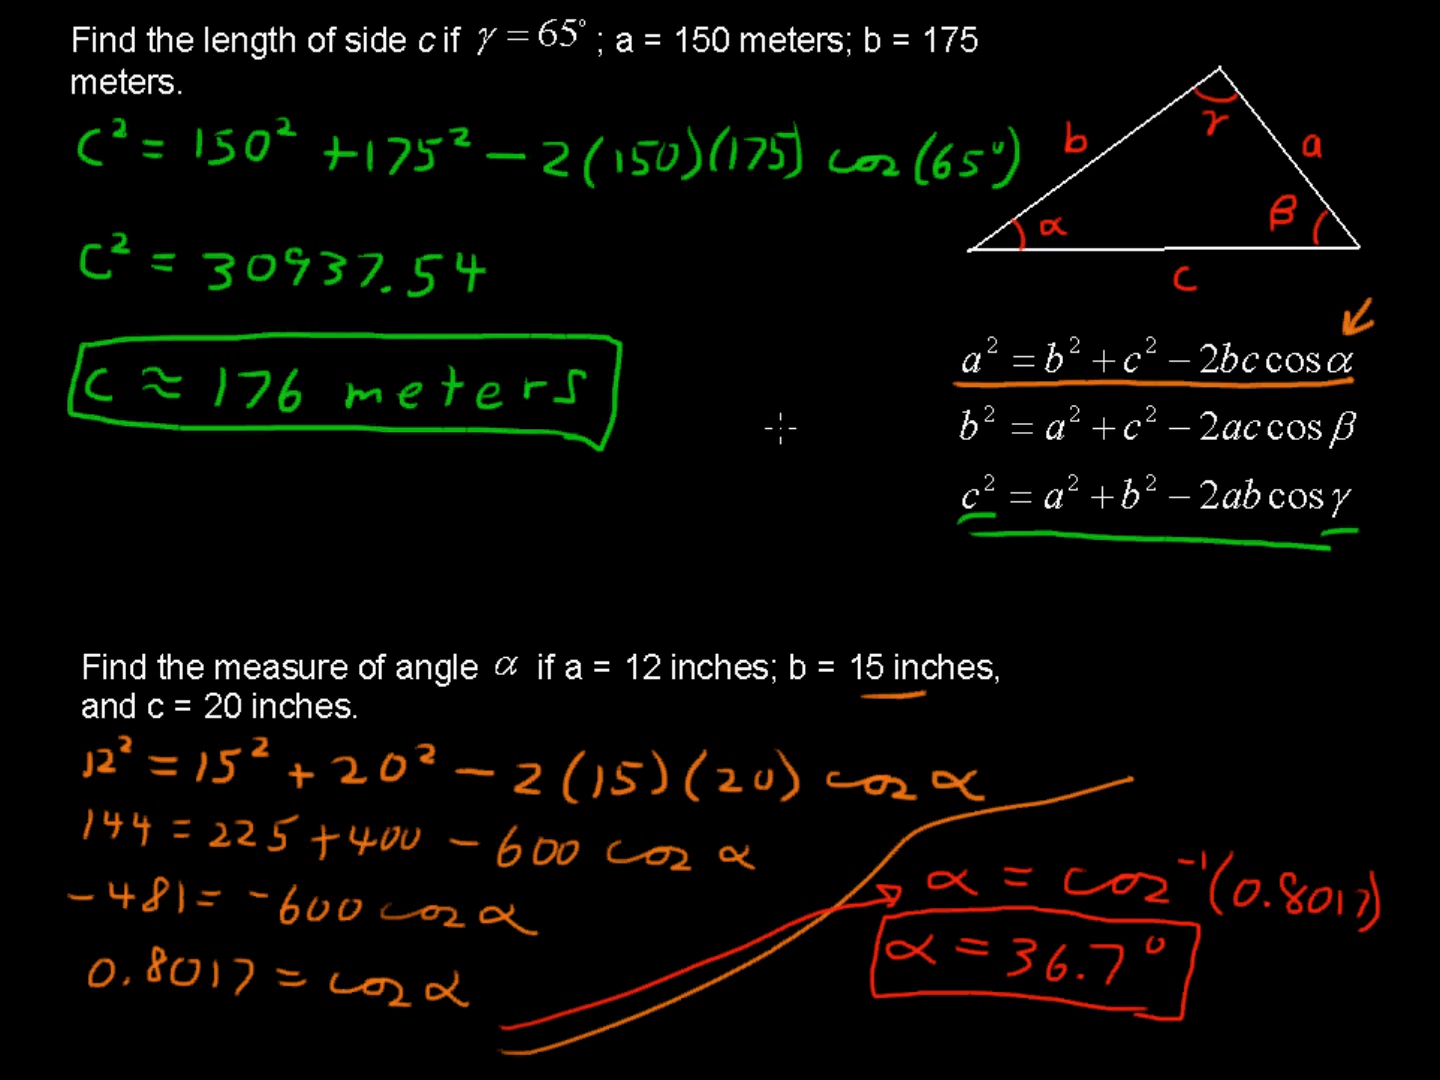 Find the length of side c if γ = 65° ; a = 150 meters; b = 175
meters.
c² = 150² + 175² − 2(150)(175) cos(65°)
c² = 30937.54
c ≈ 176 meters
b
γ
a
α
β
c
a² = b² + c² − 2bc cos α
b² = a² + c² − 2ac cos β
c² = a² + b² − 2ab cos γ
Find the measure of angle α if a = 12 inches; b = 15 inches,
and c = 20 inches.
12² = 15² + 20² − 2(15)(20) cos α
144 = 225 + 400 − 600 cos α
−481 = −600 cos α
0.8017 = cos α
α = cos⁻¹(0.8017)
α = 36.7°